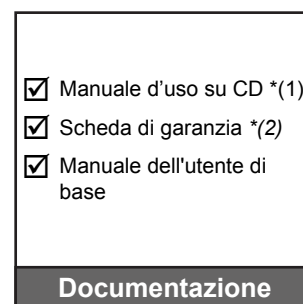 Manuale d’uso su CD *(1)
Scheda di garanzia *(2)
Manuale dell'utente di
base
Documentazione